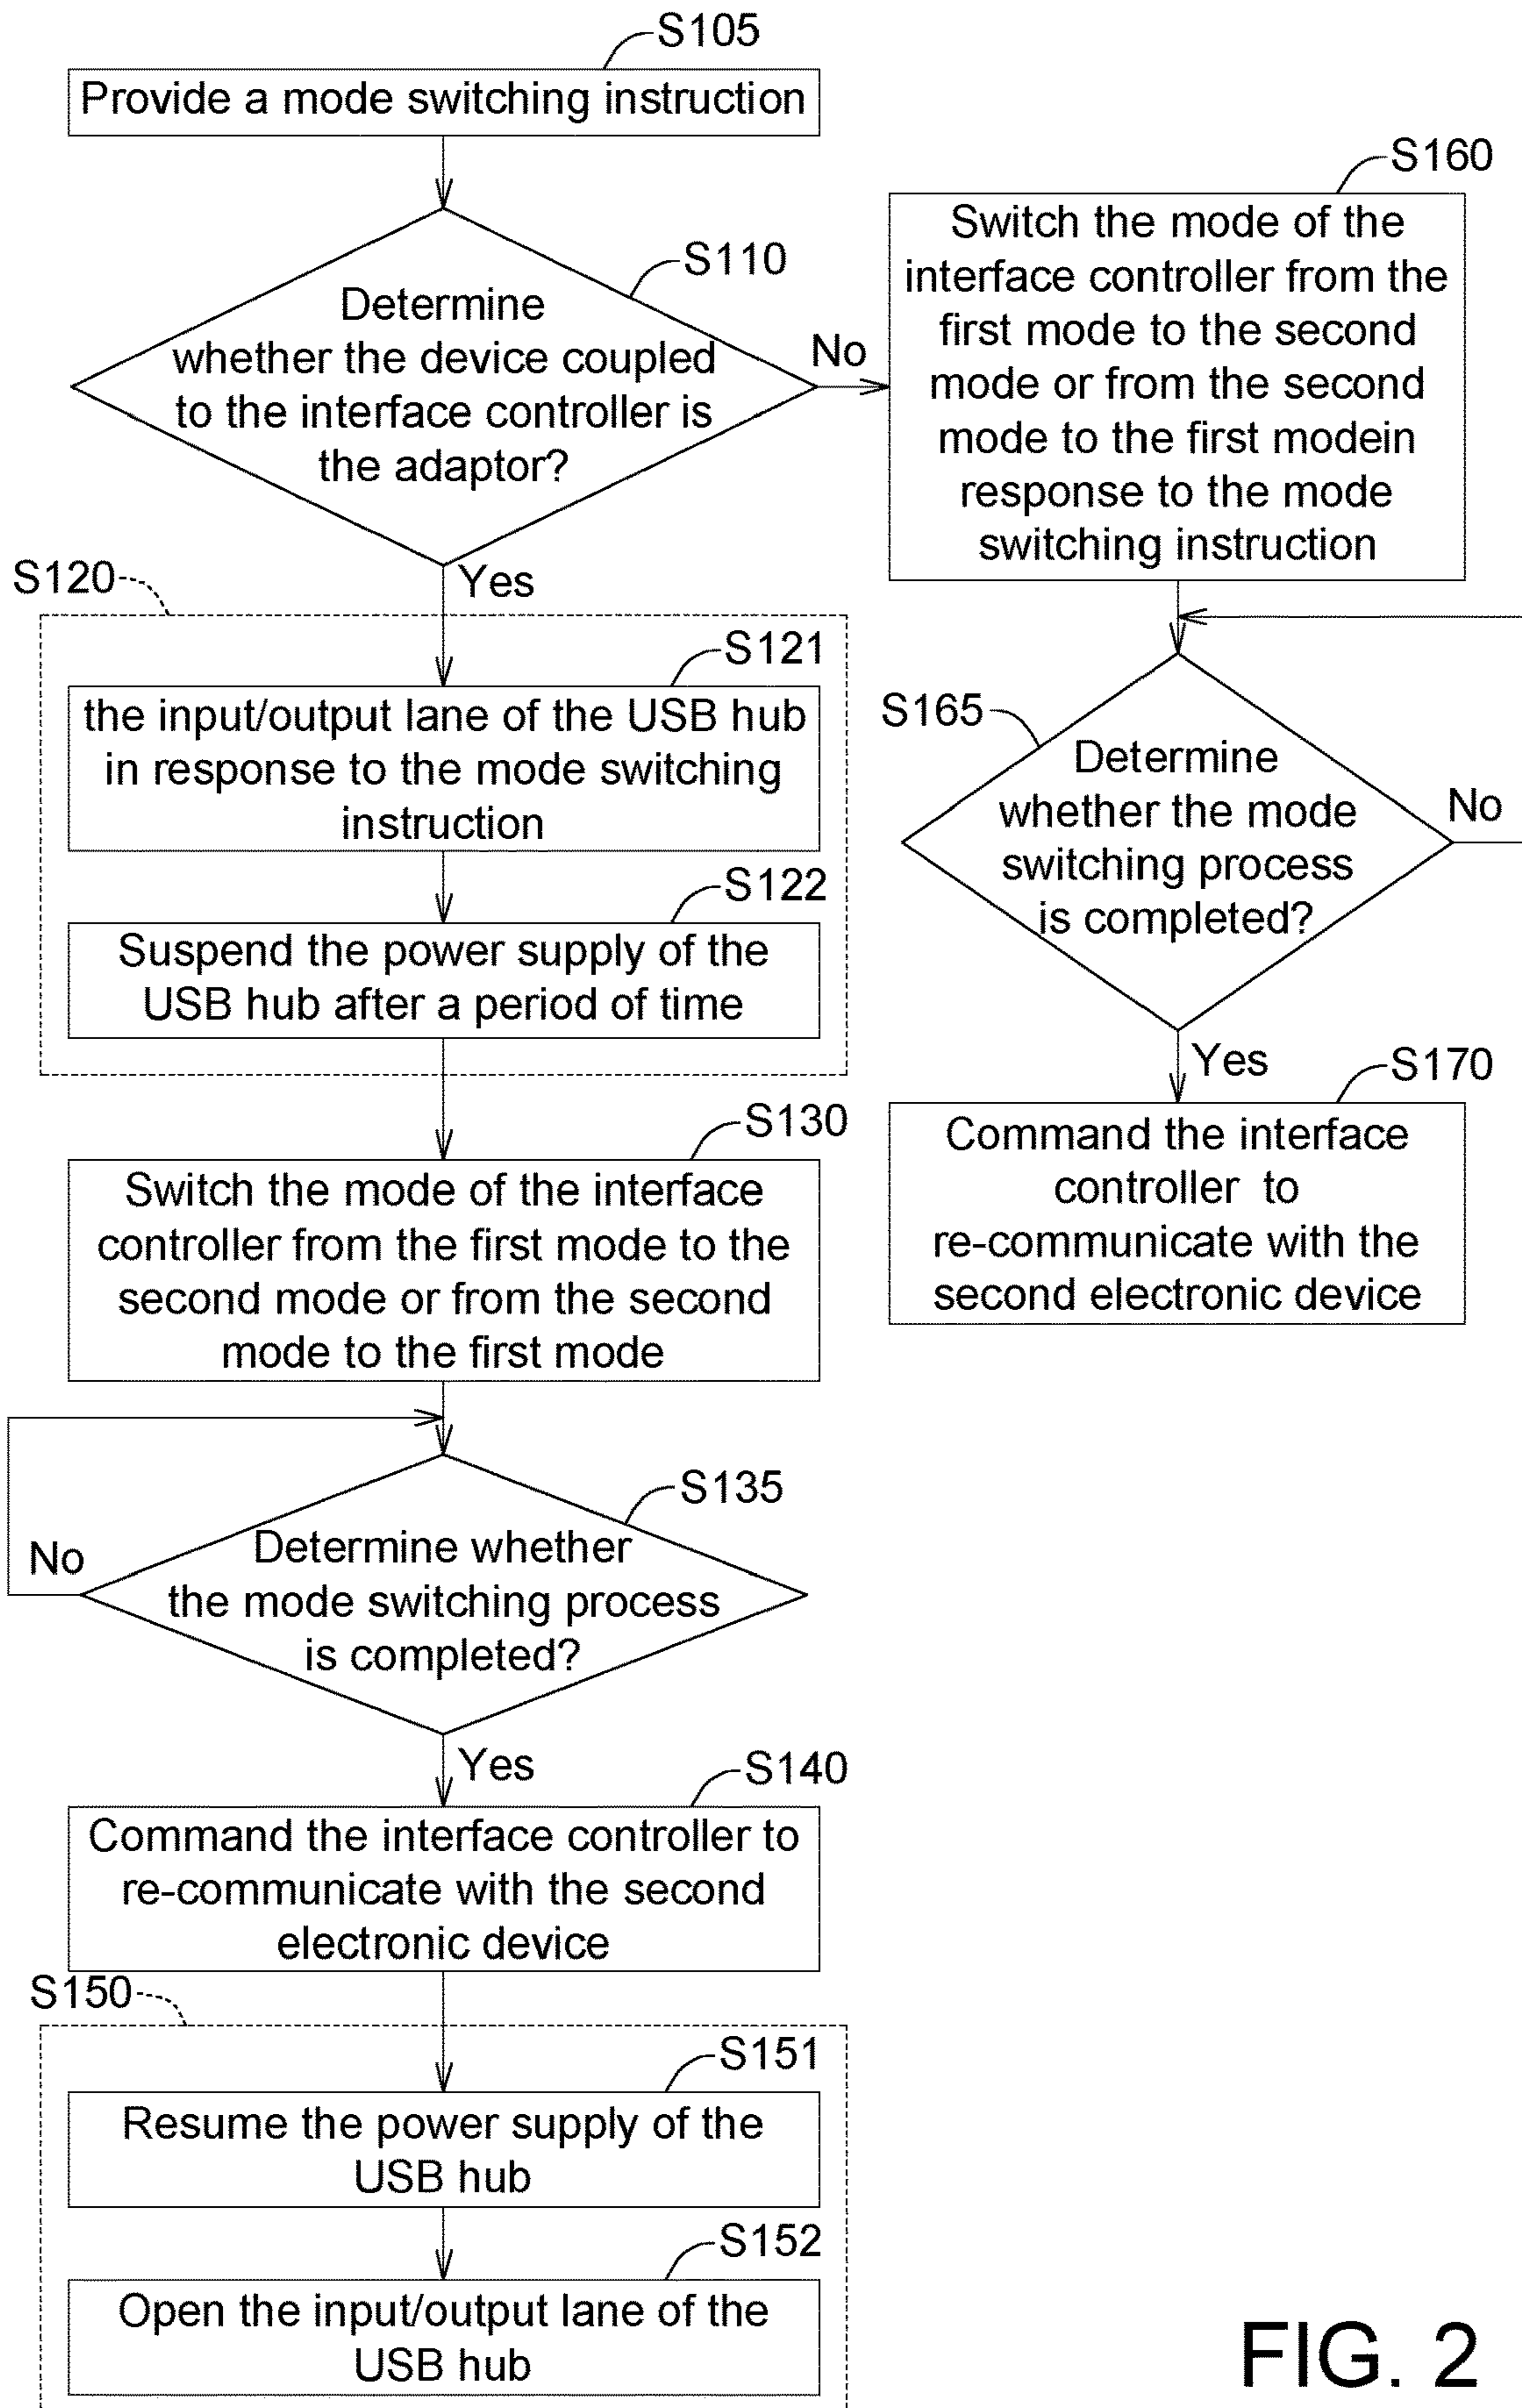 S105
Provide a mode switching instruction
S110
Determine
whether the device coupled
to the interface controller is
the adaptor?
No
Yes
S160
Switch the mode of the
interface controller from the
first mode to the second
mode or from the second
mode to the first modein
response to the mode
switching instruction
S120
S121
the input/output lane of the USB hub
in response to the mode switching
instruction
S122
Suspend the power supply of the
USB hub after a period of time
S165
Determine
whether the mode
switching process
is completed?
No
Yes
S170
Command the interface
controller to
re-communicate with the
second electronic device
S130
Switch the mode of the interface
controller from the first mode to the
second mode or from the second
mode to the first mode
S135
Determine whether
the mode switching process
is completed?
No
Yes
S140
Command the interface controller to
re-communicate with the second
electronic device
S150
S151
Resume the power supply of the
USB hub
S152
Open the input/output lane of the
USB hub
FIG. 2